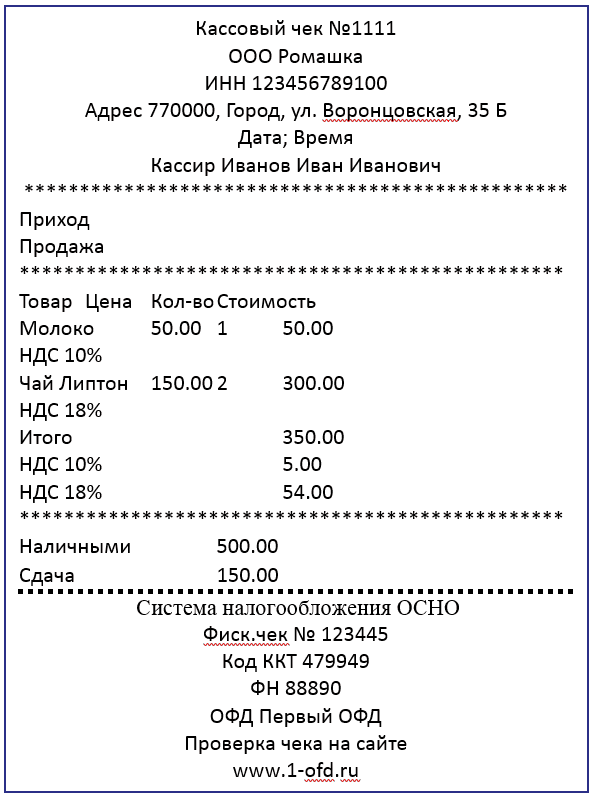 Кассовый чек №1111
ООО Ромашка
ИНН 123456789100
Адрес 770000, Город, ул. Воронцовская, 35 Б
Дата; Время
Кассир Иванов Иван Иванович
*************************************************
Приход
Продажа
*************************************************
Товар Цена Кол-во Стоимость
Молоко 50.00 1 50.00
НДС 10%
Чай Липтон 150.00 2 300.00
НДС 18%
Итого 350.00
НДС 10% 5.00
НДС 18% 54.00
*************************************************
Наличными 500.00
Сдача 150.00
Система налогообложения ОСНО
Фиск.чек № 123445
Код ККТ 479949
ФН 88890
ОФД Первый ОФД
Проверка чека на сайте
www.1-ofd.ru